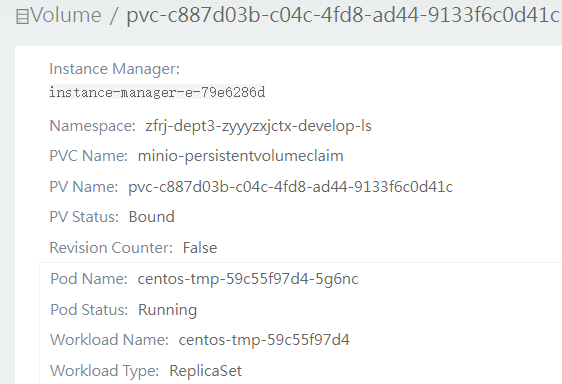 Volume / pvc-c887d03b-c04c-4fd8-ad44-9133f6c0d41c
Instance Manager:
instance-manager-e-79e6286d
Namespace: zfrj-dept3-zyyyzxjctx-develop-ls
PVC Name: minio-persistentvolumeclaim
PV Name: pvc-c887d03b-c04c-4fd8-ad44-9133f6c0d41c
PV Status: Bound
Revision Counter: False
Pod Name: centos-tmp-59c55f97d4-5g6nc
Pod Status: Running
Workload Name: centos-tmp-59c55f97d4
Workload Type: ReplicaSet